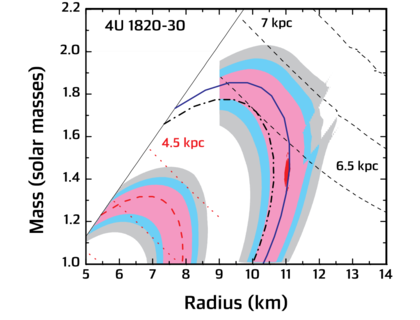 4U 1820-30
7 kpc
4.5 kpc
6.5 kpc
Mass (solar masses)
2.2
2.0
1.8
1.6
1.4
1.2
1.0
5 6 7 8 9 10 11 12 13 14
Radius (km)